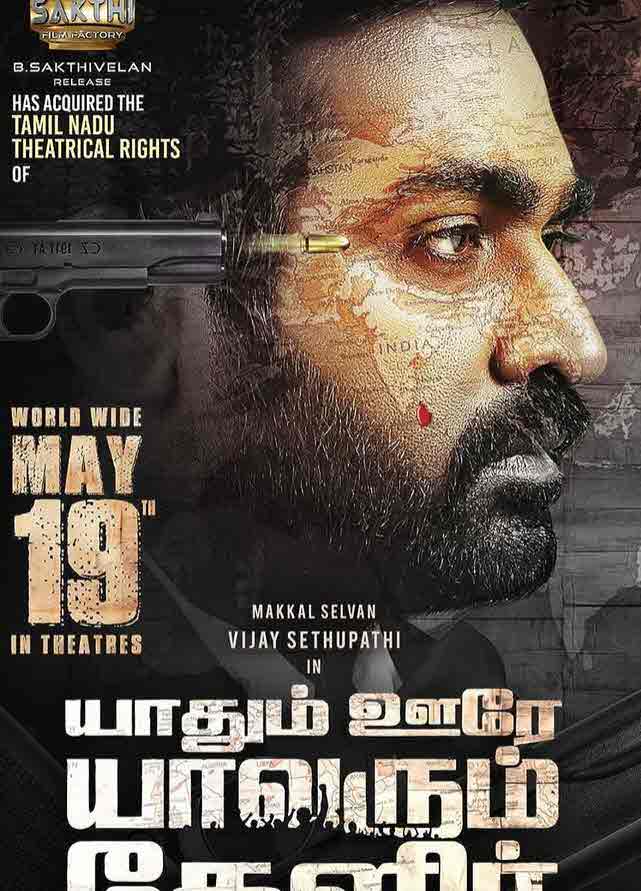 SAKTHI
FILM FACTORY
B.SAKTHIVELAN
RELEASE
HAS ACQUIRED THE
TAMIL NADU
THEATRICAL RIGHTS
OF
INDIA
WORLD WIDE
MAY
19TH
IN THEATRES
MAKKAL SELVAN
VIJAY SETHUPATHI
IN
யாதும் ஊரே
யாவரும்
கேளிர்